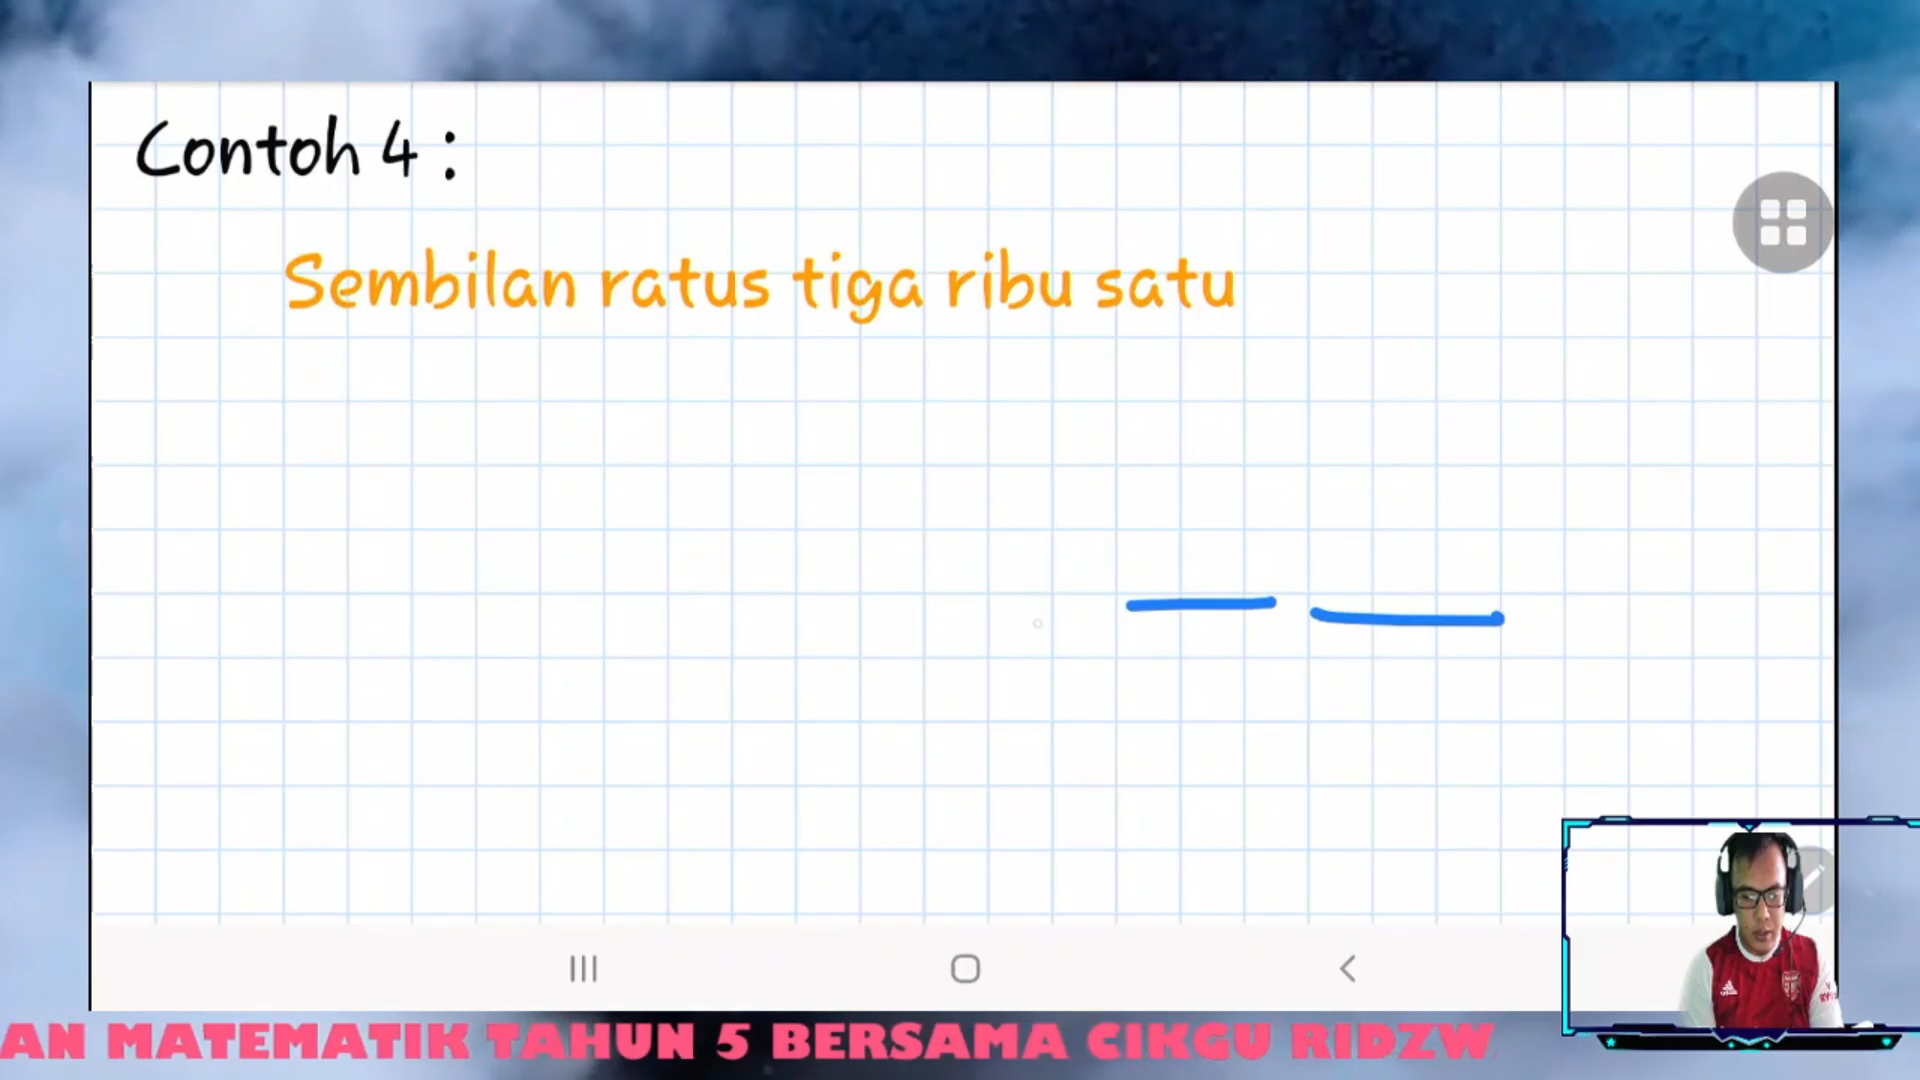 Contoh 4 :
Sembilan ratus tiga ribu satu
AN MATEMATIK TAHUN 5 BERSAMA CIKGU RIDZW